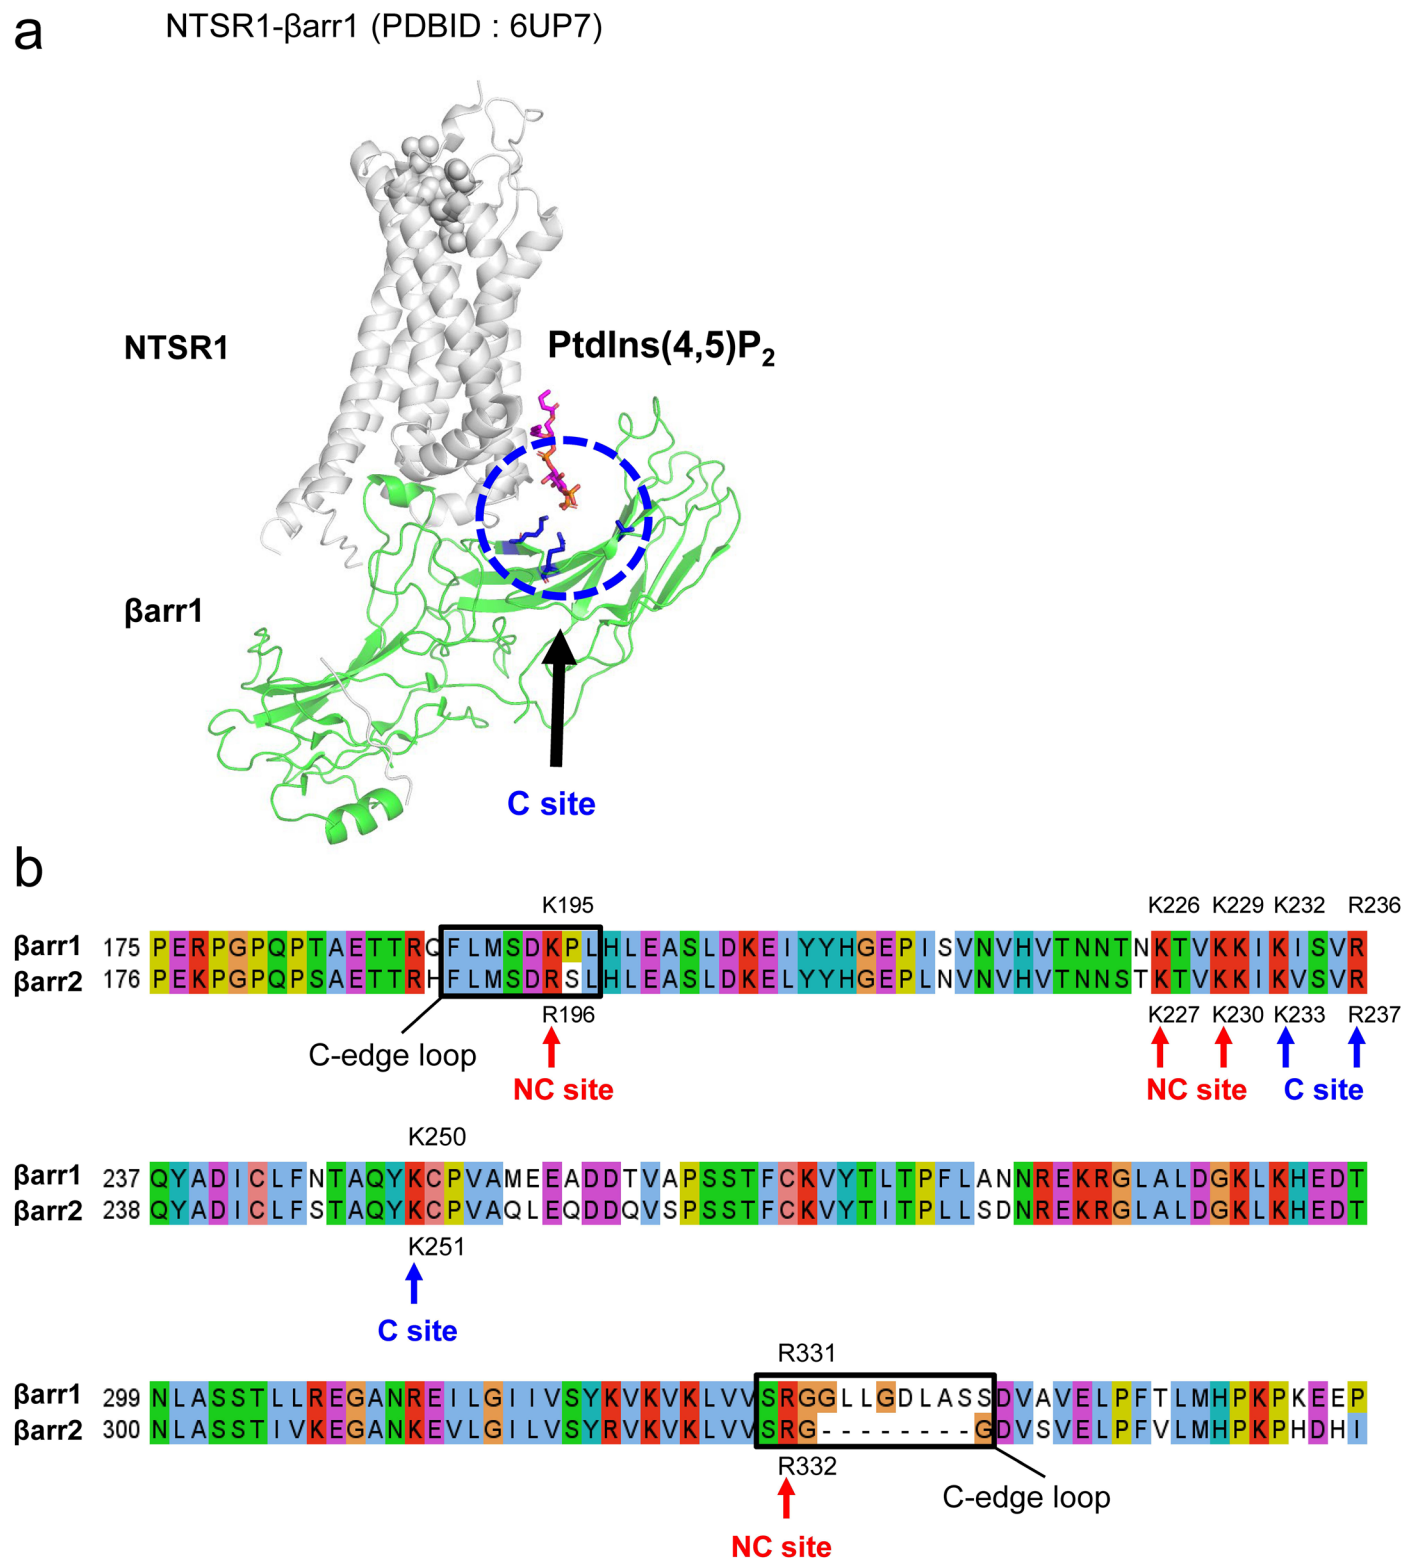 a
NTSR1-βarr1 (PDBID : 6UP7)
NTSR1
PtdIns(4,5)P2
βarr1
C site
b
K195 K226 K229 K232 R236
βarr1 175 PERPGPQPTAETTRQFLMSDKPLHLEASLDKEIYYHGEPISVNVHVTNNTNKTVKKIKISVR
βarr2 176 PEKPGPQPSAETTRHFLMSDRSLHLEASLDKELYYHGEPLNVNVHVTNNSTKTVKKIKVSVR
R196 K227 K230 K233 R237
C-edge loop
NC site NC site C site
K250
βarr1 237 QYADICLFNTAQYKCPVAMEEADDTVAPSSTFCKVYTLTPFLANNREKRGLALDGKLKHEDT
βarr2 238 QYADICLFSTAQYKCPVAQLEQDDQVSPSSTFCKVYTITPLLSDNREKRGLALDGKLKHEDT
K251
C site
R331
βarr1 299 NLASSTLLREGANREILGIIVSYKVKVKLVVSRGGLLGDLASSDVAVELPFTLMHPKPKEEP
βarr2 300 NLASSTIVKEGANKEVLGILVSYRVKVKLVVSRG--------GDVSVELPFVLMHPKPHDHI
R332
C-edge loop
NC site